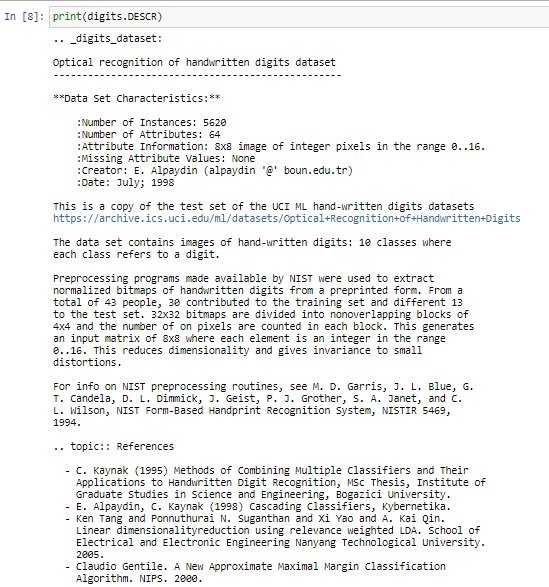 In [8]: print(digits.DESCR)
.. _digits_dataset:
Optical recognition of handwritten digits dataset
--------------------------------------------------
**Data Set Characteristics:**
:Number of Instances: 5620
:Number of Attributes: 64
:Attribute Information: 8x8 image of integer pixels in the range 0..16.
:Missing Attribute Values: None
:Creator: E. Alpaydin (alpaydin '@' boun.edu.tr)
:Date: July; 1998
This is a copy of the test set of the UCI ML hand-written digits datasets
https://archive.ics.uci.edu/ml/datasets/Optical+Recognition+of+Handwritten+Digits
The data set contains images of hand-written digits: 10 classes where
each class refers to a digit.
Preprocessing programs made available by NIST were used to extract
normalized bitmaps of handwritten digits from a preprinted form. From a
total of 43 people, 30 contributed to the training set and different 13
to the test set. 32x32 bitmaps are divided into nonoverlapping blocks of
4x4 and the number of on pixels are counted in each block. This generates
an input matrix of 8x8 where each element is an integer in the range
0..16. This reduces dimensionality and gives invariance to small
distortions.
For info on NIST preprocessing routines, see M. D. Garris, J. L. Blue, G.
T. Candela, D. L. Dimmick, J. Geist, P. J. Grother, S. A. Janet, and C.
L. Wilson, NIST Form-Based Handprint Recognition System, NISTIR 5469,
1994.
.. topic:: References
- C. Kaynak (1995) Methods of Combining Multiple Classifiers and Their
Applications to Handwritten Digit Recognition, MSc Thesis, Institute of
Graduate Studies in Science and Engineering, Bogazici University.
- E. Alpaydin, C. Kaynak (1998) Cascading Classifiers, Kybernetika.
- Ken Tang and Ponnuthurai N. Suganthan and Xi Yao and A. Kai Qin.
Linear dimensionalityreduction using relevance weighted LDA. School of
Electrical and Electronic Engineering Nanyang Technological University.
2005.
- Claudio Gentile. A New Approximate Maximal Margin Classification
Algorithm. NIPS. 2000.